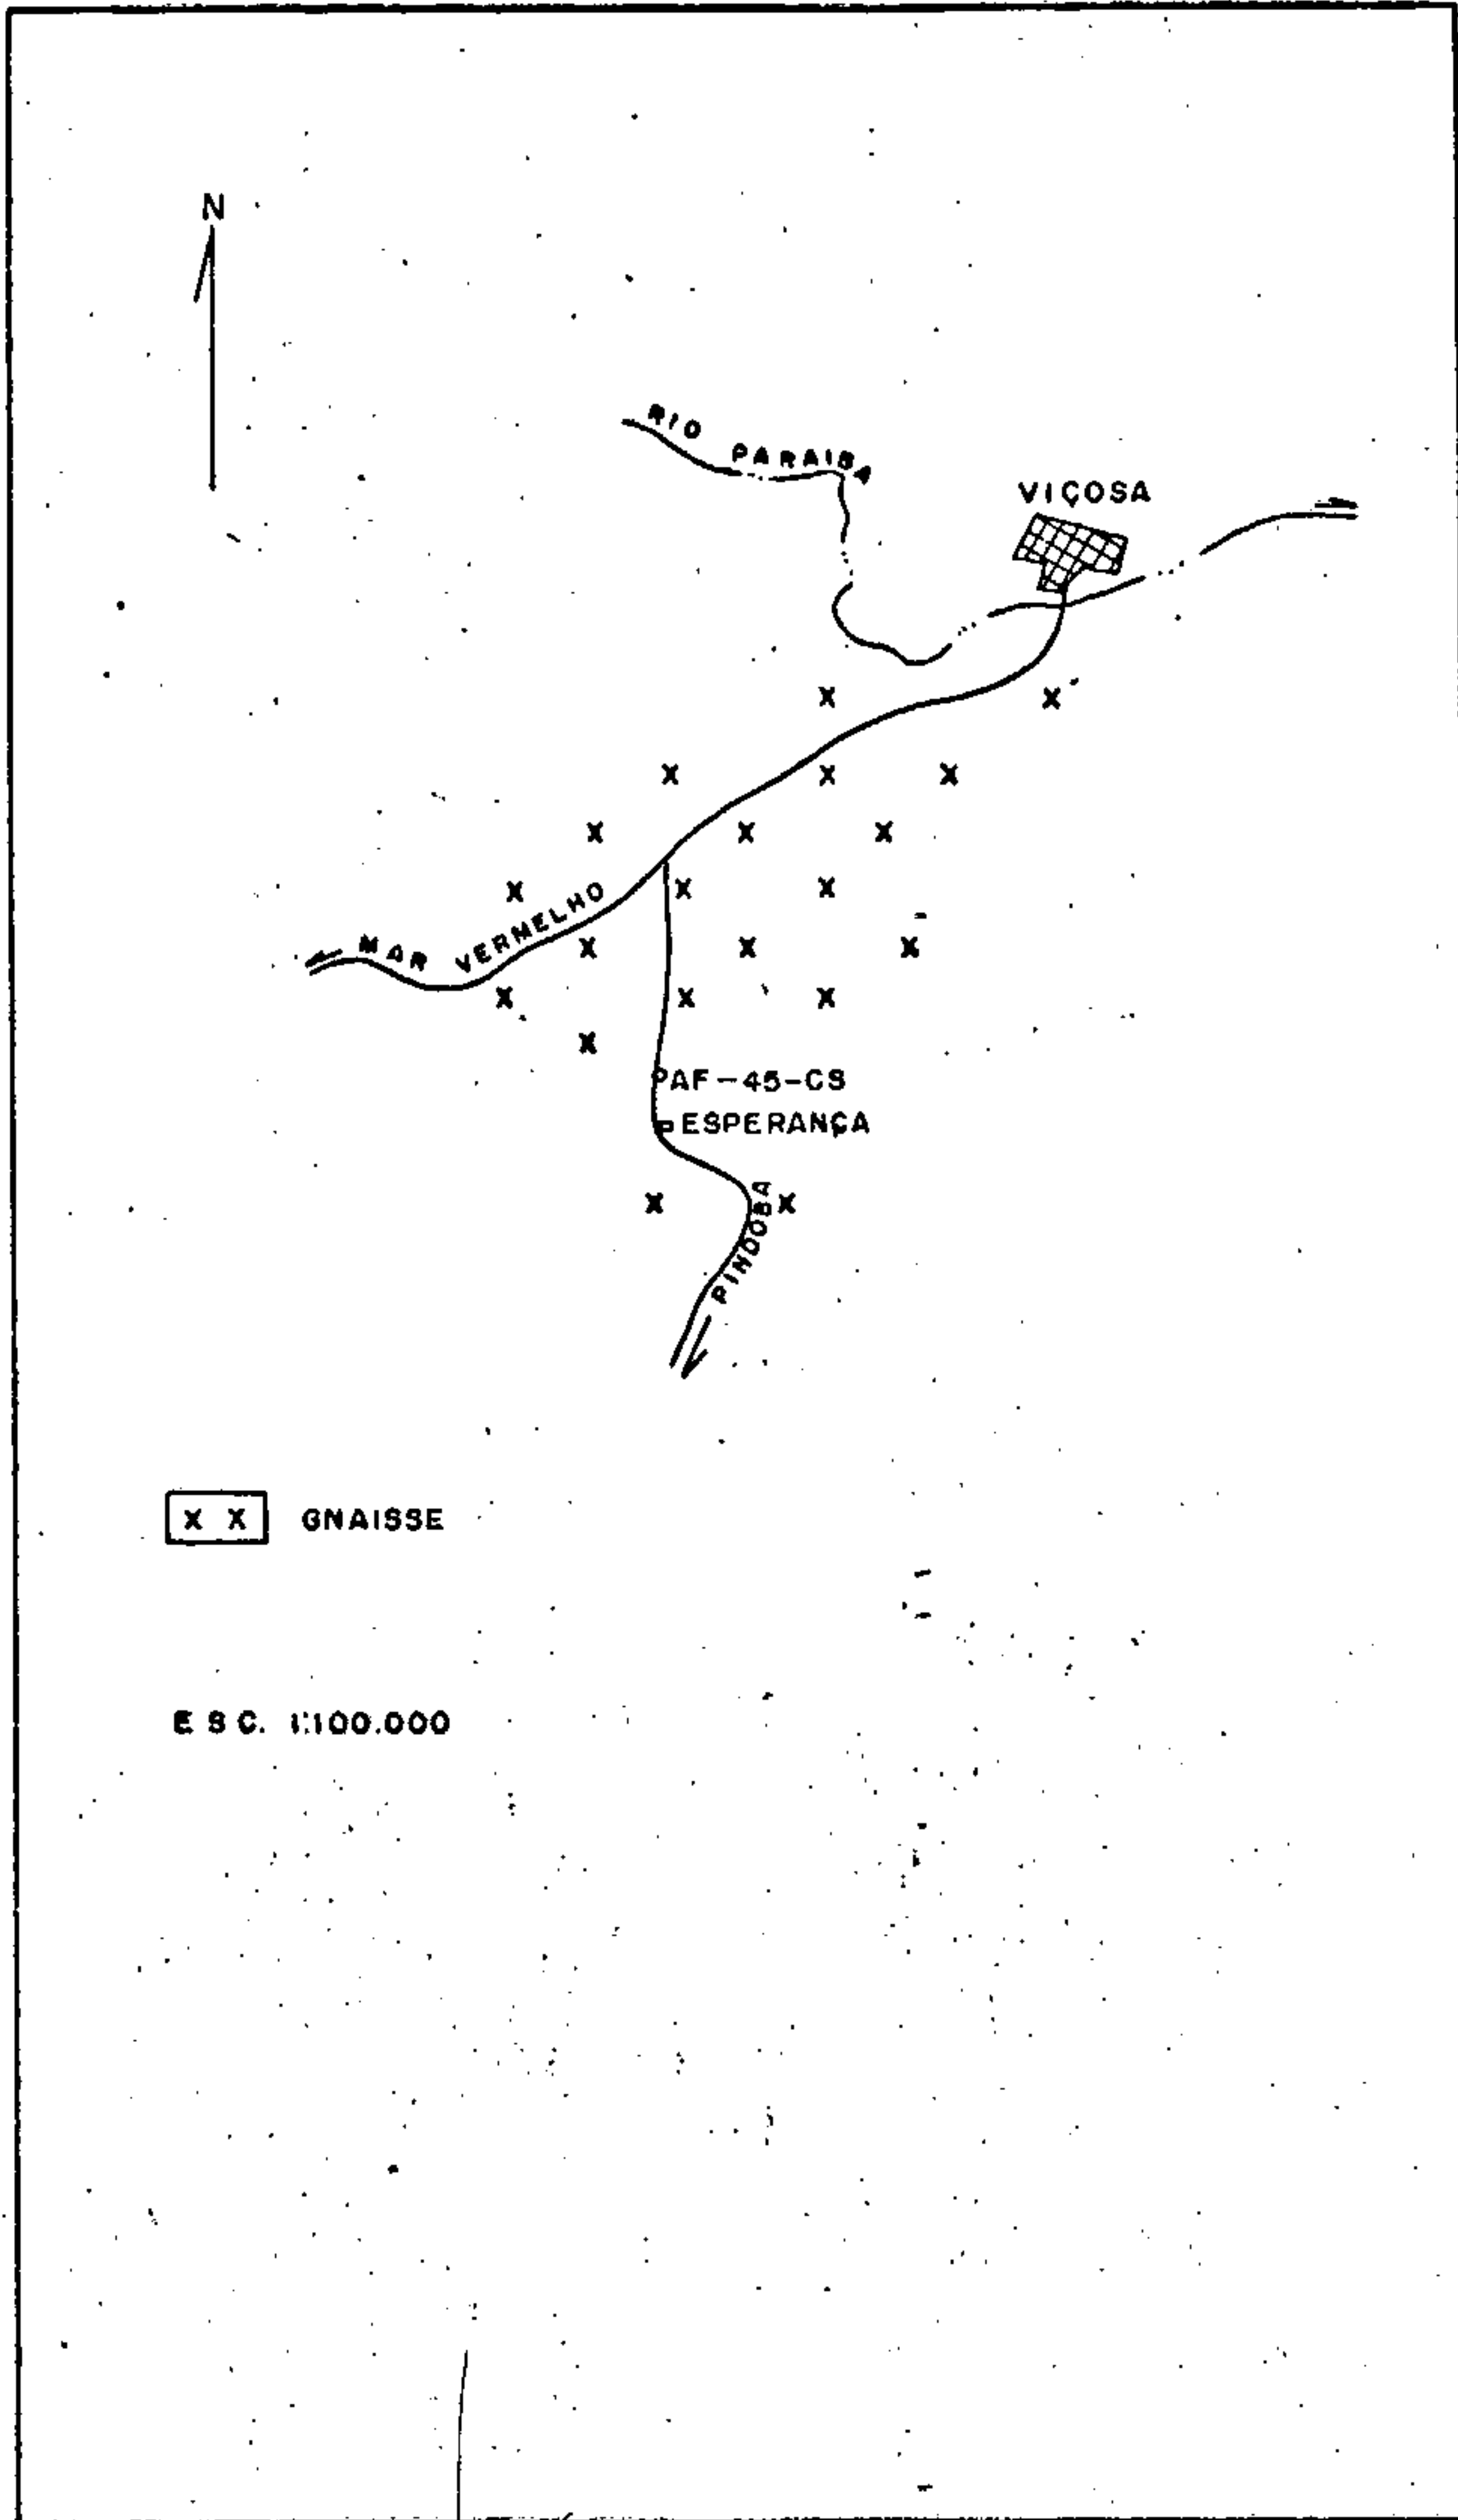 N
RIO PARAIBA
VIÇOSA
X X
X X X
X X X
X X X
MAR VERMELHO
X X X
X X X
X
PAF-45-CS
ESPERANÇA
X X
PINDOBA
X X GNAISSE
ESC. 1:100.000